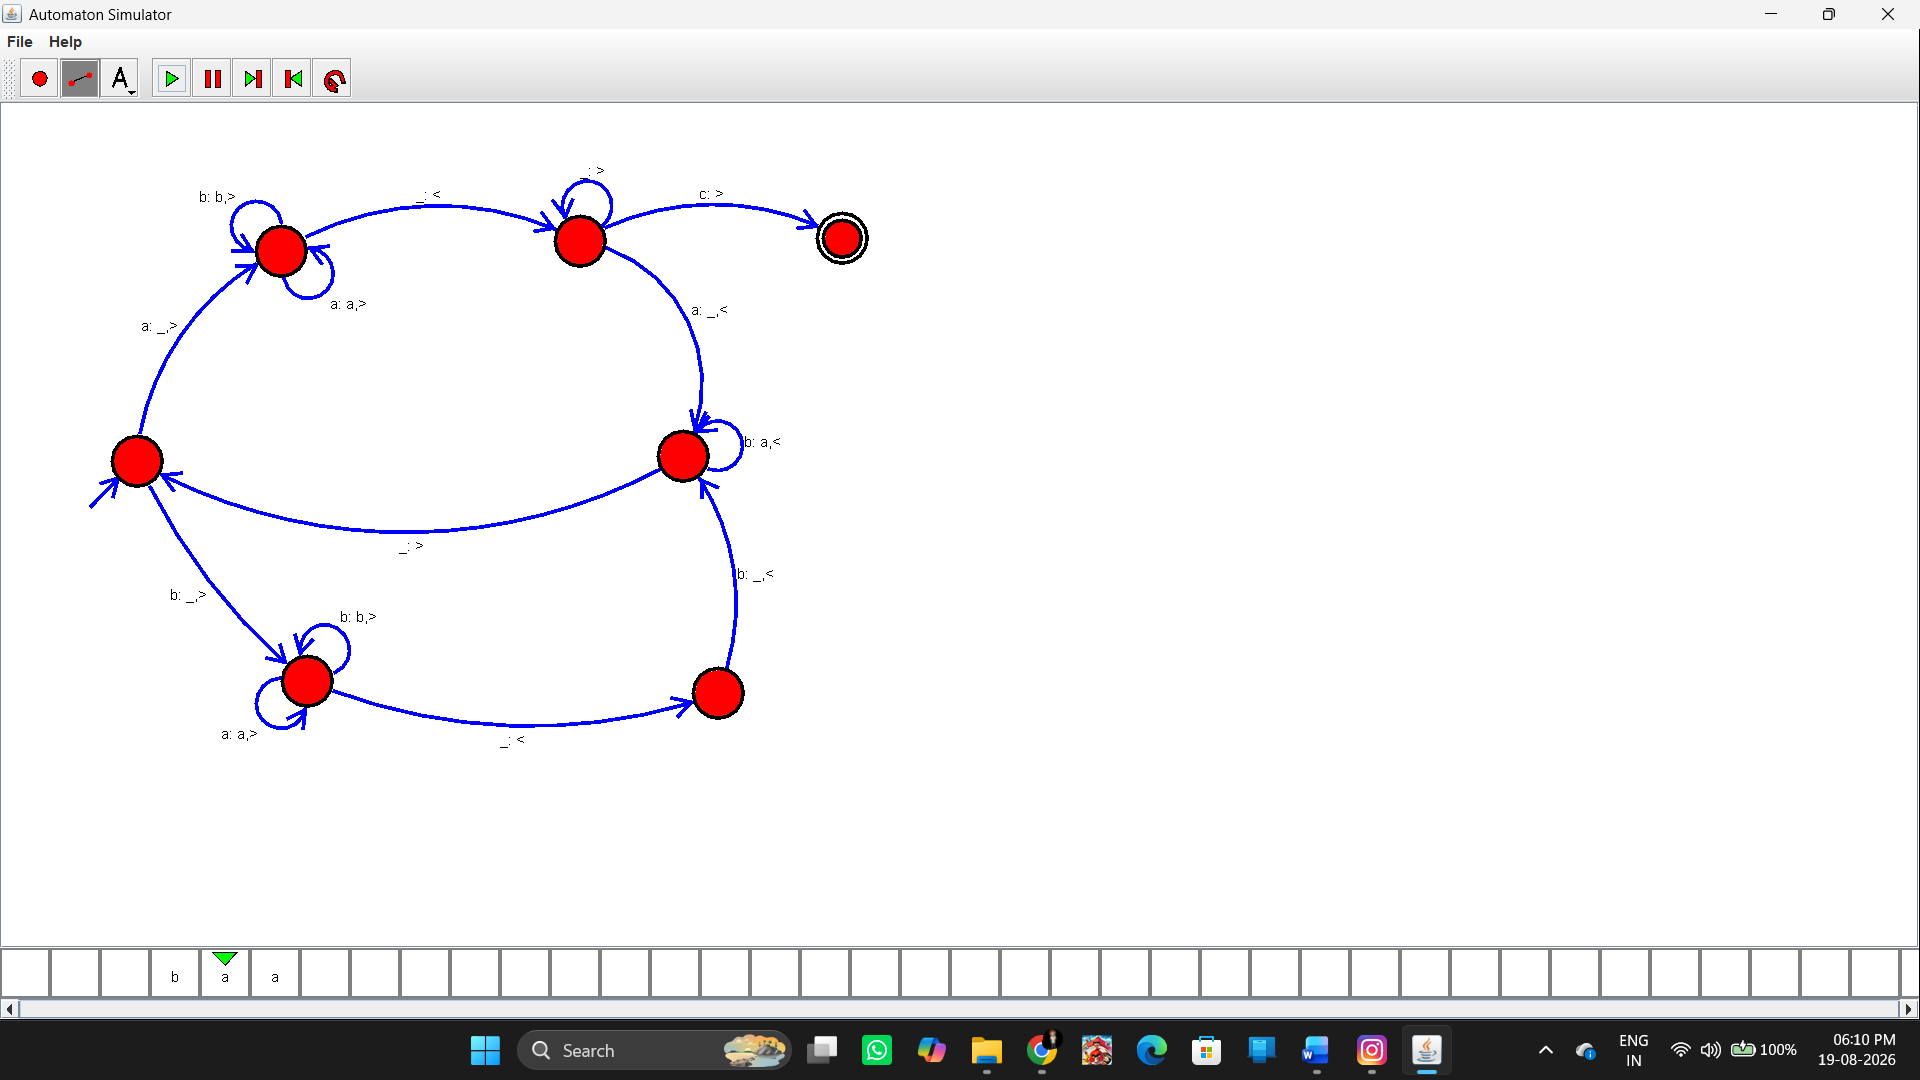 Automaton Simulator
File Help
A
_: >
b: b,>
_: <
c: >
a: a,>
a: _,<
a: _,>
b: a,<
_: >
b: _,<
b: _,>
b: b,>
a: a,>
_: <
b a a
Search
ENG
IN
100%
06:10 PM
19-08-2026